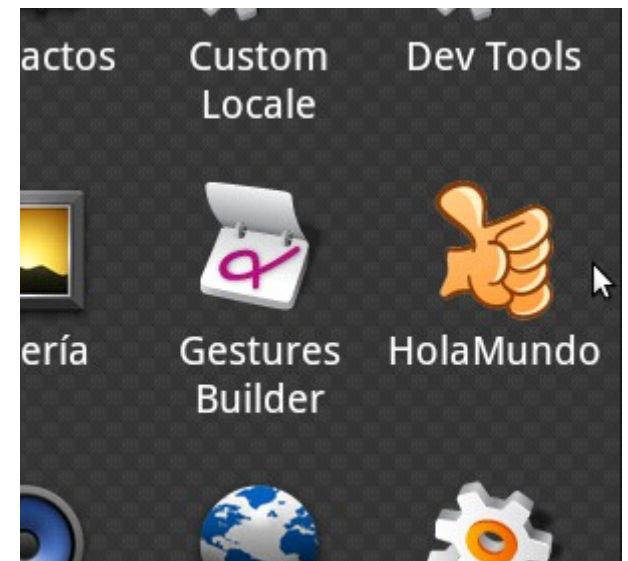 actos
Custom
Locale
Dev Tools
ería
Gestures
Builder
HolaMundo